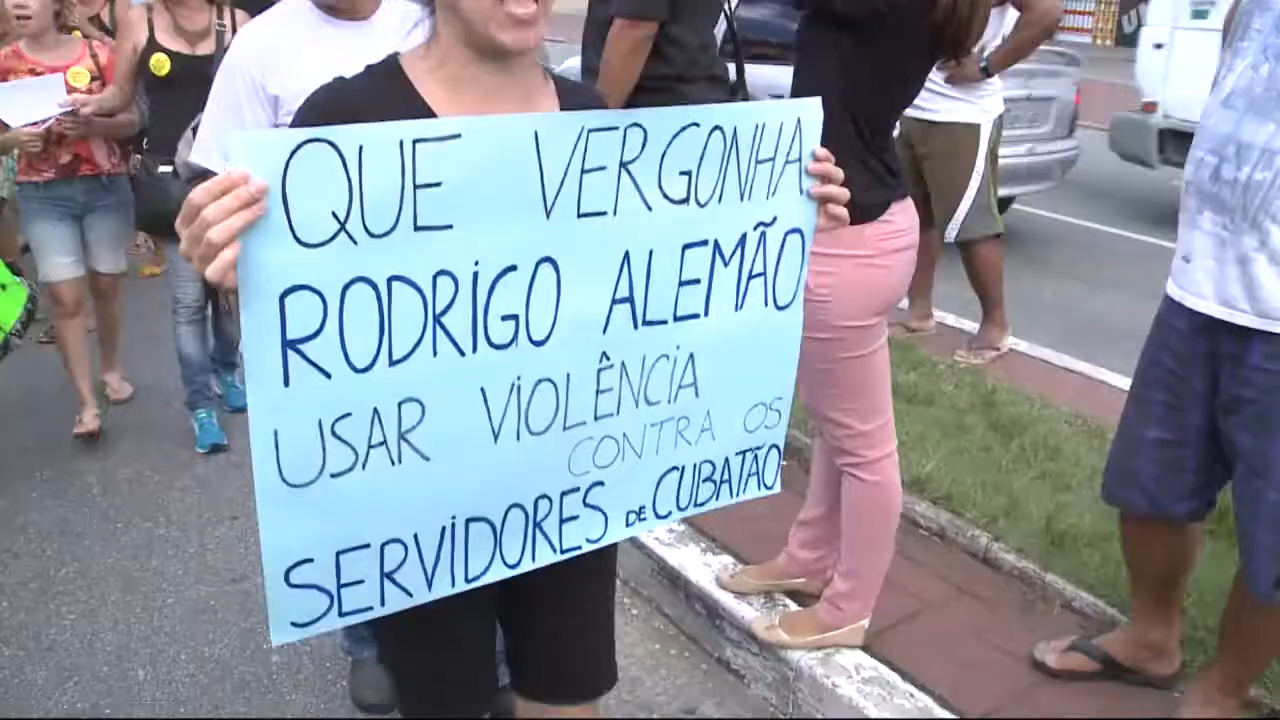 QUE VERGONHA
RODRIGO ALEMÃO
USAR VIOLÊNCIA
CONTRA OS
SERVIDORES DE CUBATÃO